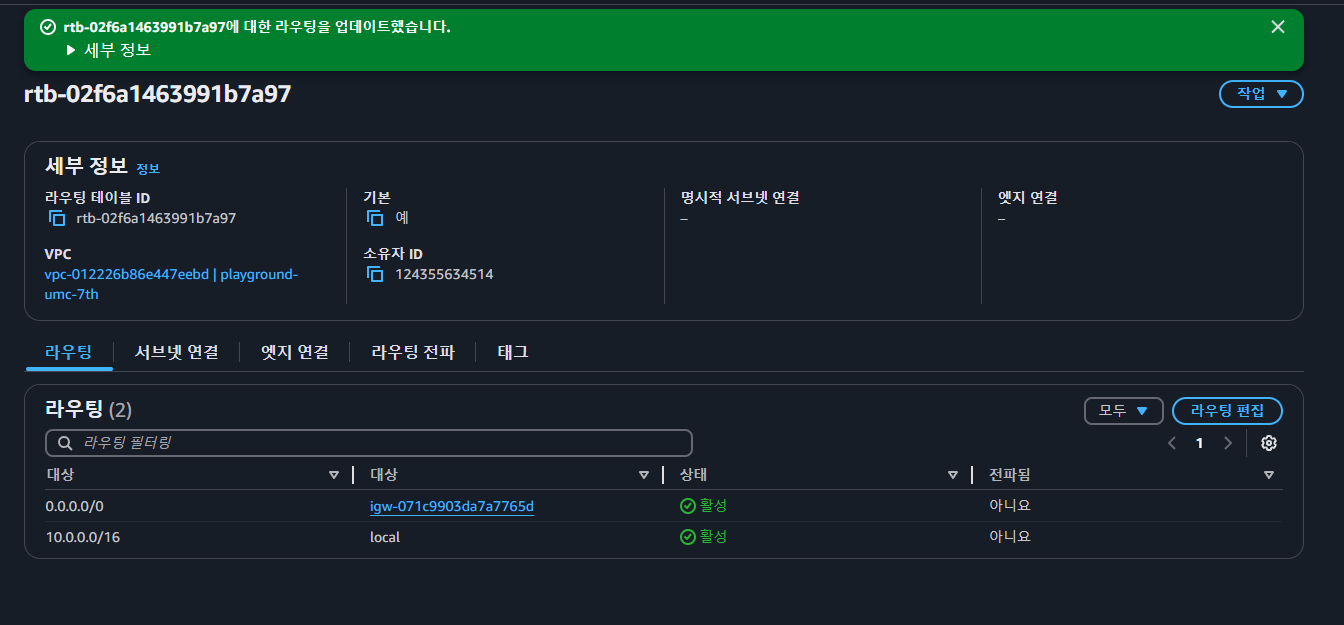 rtb-02f6a1463991b7a97에 대한 라우팅을 업데이트했습니다.
세부 정보
rtb-02f6a1463991b7a97
작업
세부 정보 정보
라우팅 테이블 ID
rtb-02f6a1463991b7a97
기본
예
명시적 서브넷 연결
–
엣지 연결
–
VPC
vpc-012226b86e447eebd | playground-
umc-7th
소유자 ID
124355634514
라우팅 서브넷 연결 엣지 연결 라우팅 전파 태그
라우팅 (2)
모두 라우팅 편집
라우팅 필터링
1
대상 대상 상태 전파됨
0.0.0.0/0 igw-071c9903da7a7765d 활성 아니요
10.0.0.0/16 local 활성 아니요